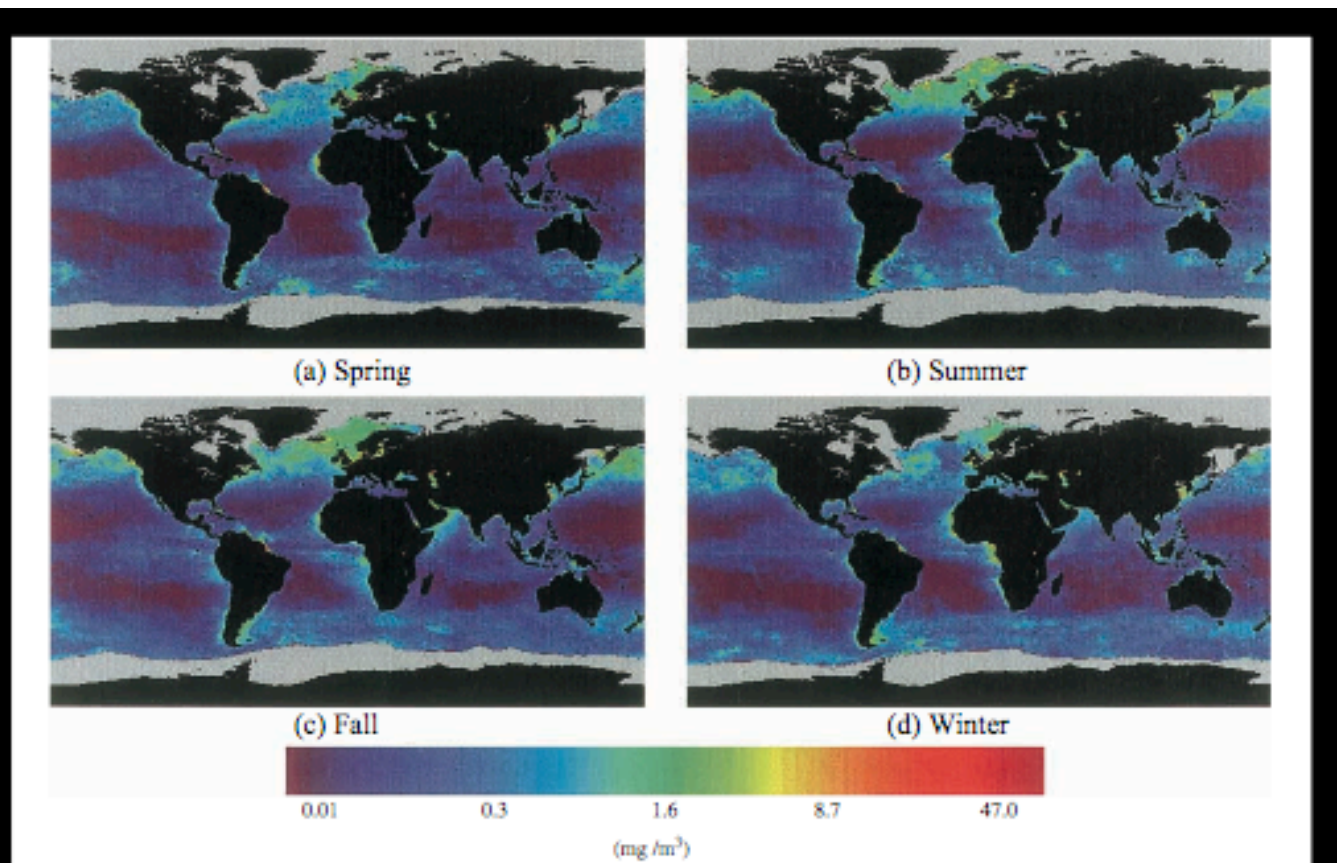 (a) Spring
(b) Summer
(c) Fall
(d) Winter
0.01 0.3 1.6 8.7 47.0
(mg /m³)